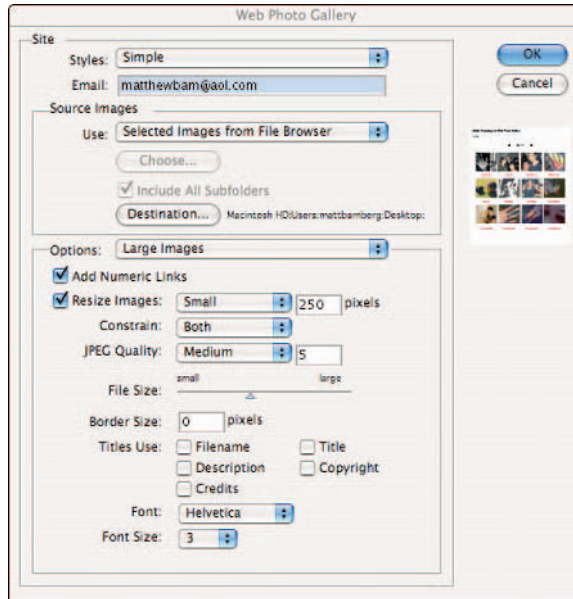 Web Photo Gallery
Site
Styles: Simple
OK
Email: matthewbam@aol.com
Cancel
Source Images
Use: Selected Images from File Browser
Choose...
Include All Subfolders
Destination... Macintosh HD:Users:mattbamberg:Desktop:
Options: Large Images
Add Numeric Links
Resize Images: Small 250 pixels
Constrain: Both
JPEG Quality: Medium 5
small large
File Size:
Border Size: 0 pixels
Titles Use: Filename Title
Description Copyright
Credits
Font: Helvetica
Font Size: 3